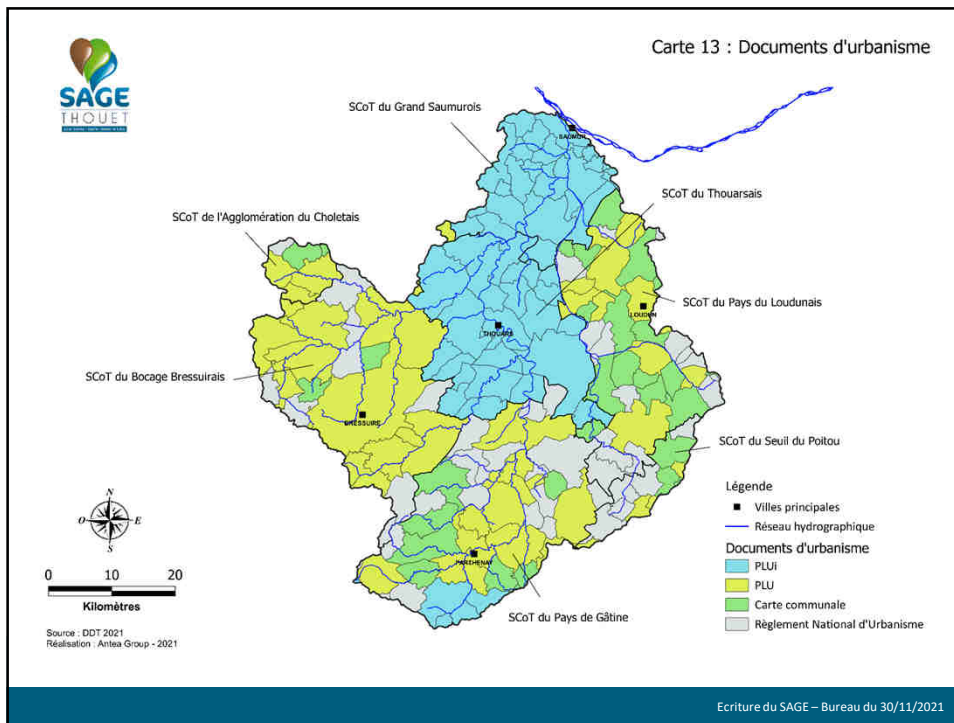 Carte 13 : Documents d'urbanisme
SAGE
THOUET
SCoT du Grand Saumurois
SAUMUR
SCoT du Thouarsais
SCoT de l'Agglomération du Choletais
SCoT du Pays du Loudunais
LOUDUN
THOUARS
SCoT du Bocage Bressuirais
BRESSUIRE
SCoT du Seuil du Poitou
Légende
Villes principales
Réseau hydrographique
Documents d'urbanisme
PLUi
PLU
Carte communale
Règlement National d'Urbanisme
N
O
E
S
PARTHENAY
0 10 20
Kilomètres
SCoT du Pays de Gâtine
Source : DDT 2021
Réalisation : Antea Group - 2021
Ecriture du SAGE – Bureau du 30/11/2021